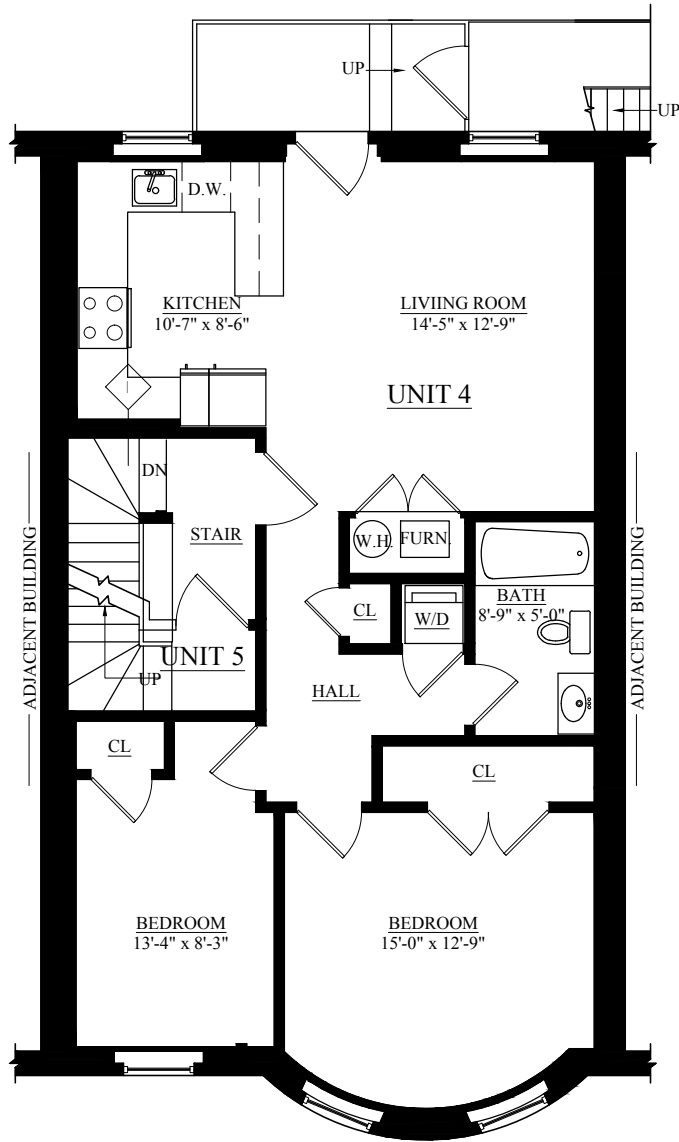 UP
UP
D.W.
KITCHEN
10'-7" x 8'-6"
LIVIING ROOM
14'-5" x 12'-9"
UNIT 4
DN
STAIR
W.H.
FURN.
ADJACENT BUILDING
ADJACENT BUILDING
BATH
8'-9" x 5'-0"
CL
W/D
UNIT 5
UP
HALL
CL
CL
BEDROOM
13'-4" x 8'-3"
BEDROOM
15'-0" x 12'-9"